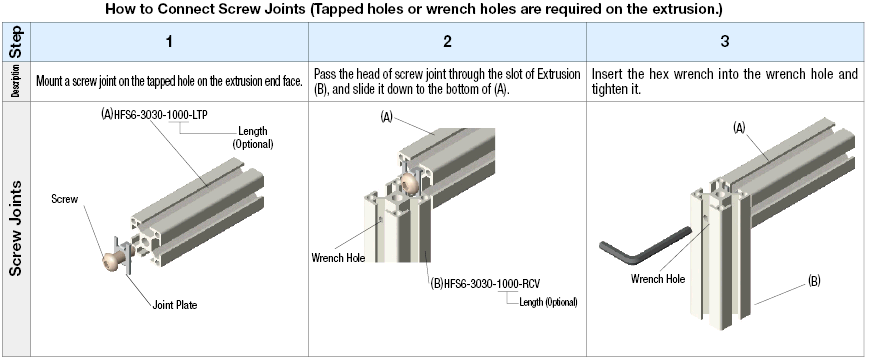 How to Connect Screw Joints (Tapped holes or wrench holes are required on the extrusion.)
Step
1
2
3
Description
Mount a screw joint on the tapped hole on the extrusion end face.
Pass the head of screw joint through the slot of Extrusion
(B), and slide it down to the bottom of (A).
Insert the hex wrench into the wrench hole and
tighten it.
Screw Joints
(A)HFS6-3030-1000-LTP
Length
(Optional)
Screw
Joint Plate
(A)
Wrench Hole
(B)HFS6-3030-1000-RCV
Length (Optional)
(A)
Wrench Hole
(B)